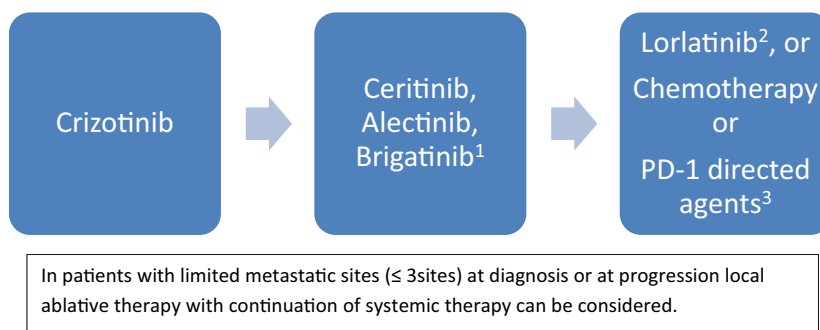 Crizotinib
Ceritinib,
Alectinib,
Brigatinib¹
Lorlatinib², or
Chemotherapy
or
PD-1 directed
agents³
In patients with limited metastatic sites (≤ 3sites) at diagnosis or at progression local
ablative therapy with continuation of systemic therapy can be considered.